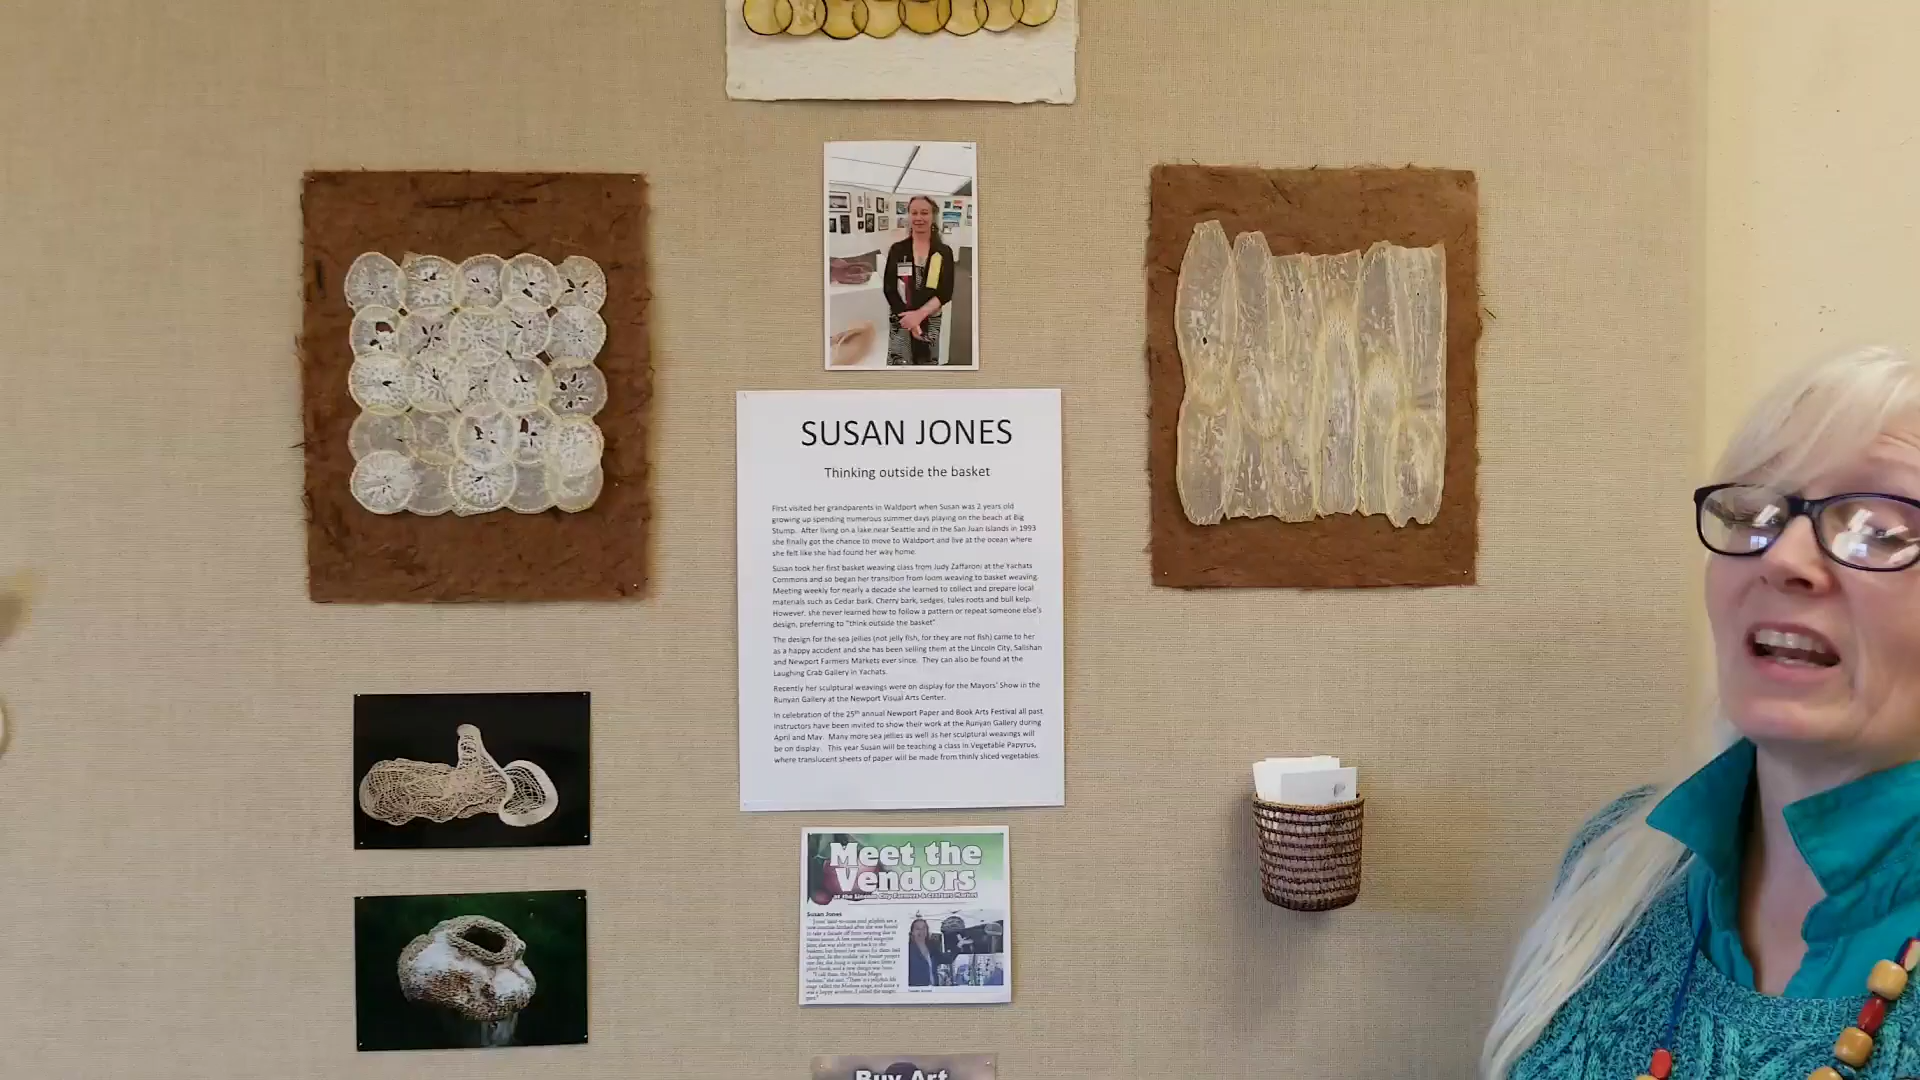 SUSAN JONES
Thinking outside the basket
First visited her grandparents in Waldport when Susan was 2 years old
growing up spending numerous summer days playing on the beach at Big
Stump. After living on a lake near Seattle and in the San Juan Islands in 1993
she finally got the chance to move to Waldport and live at the ocean where
she felt like she had found her way home.
Susan took her first basket weaving class from Judy Zaffaroni at the Yachats
Commons and so began her transition from loom weaving to basket weaving.
Meeting weekly for nearly a decade she learned to collect and prepare local
materials such as Cedar bark, Cherry bark, sedges, tules roots and bull kelp.
However, she never learned how to follow a pattern or repeat someone else's
design, preferring to "think outside the basket".
The design for the sea jellies (not jelly fish, for they are not fish) came to her
as a happy accident and she has been selling them at the Lincoln City, Salishan
and Newport Farmers Markets ever since. They can also be found at the
Laughing Crab Gallery in Yachats.
Recently her sculptural weavings were on display for the Mayors' Show in the
Runyan Gallery at the Newport Visual Arts Center.
In celebration of the 25th annual Newport Paper and Book Arts Festival all past
instructors have been invited to show their work at the Runyan Gallery during
April and May. Many more sea jellies as well as her sculptural weavings will
be on display. This year Susan will be teaching a class in Vegetable Papyrus,
where translucent sheets of paper will be made from thinly sliced vegetables.
Meet the
Vendors
at the Lincoln City Farmers & Crafters Market
Susan Jones
Buy Art